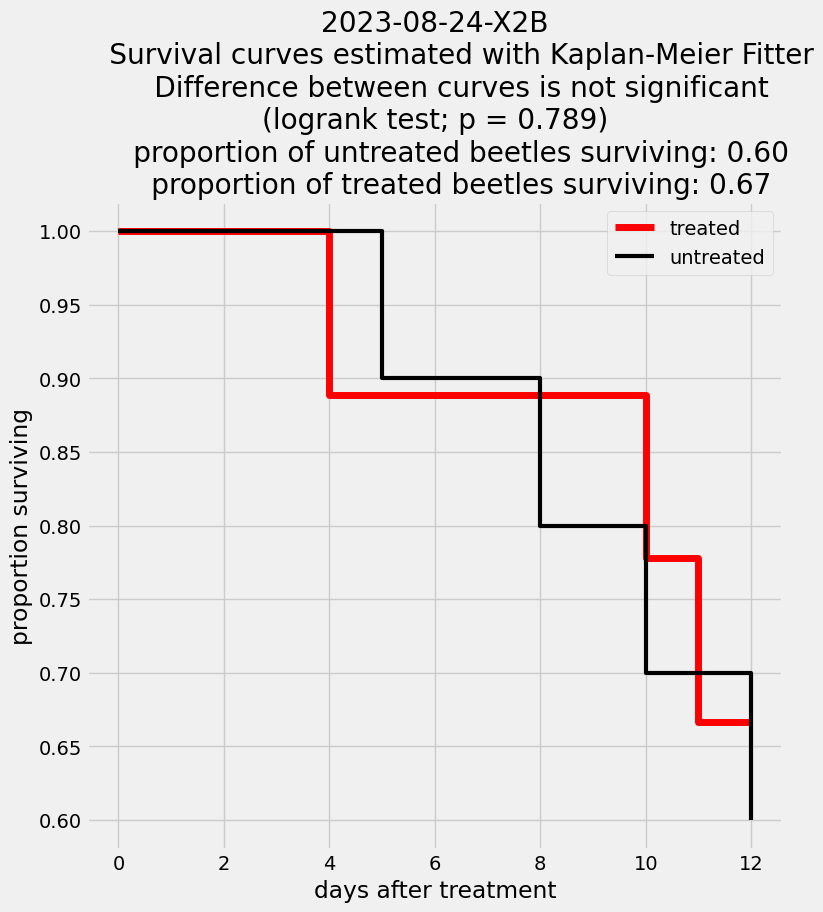 2023-08-24-X2B
Survival curves estimated with Kaplan-Meier Fitter
Difference between curves is not significant
(logrank test; p = 0.789)
proportion of untreated beetles surviving: 0.60
proportion of treated beetles surviving: 0.67
treated
untreated
proportion surviving
1.00
0.95
0.90
0.85
0.80
0.75
0.70
0.65
0.60
0 2 4 6 8 10 12
days after treatment